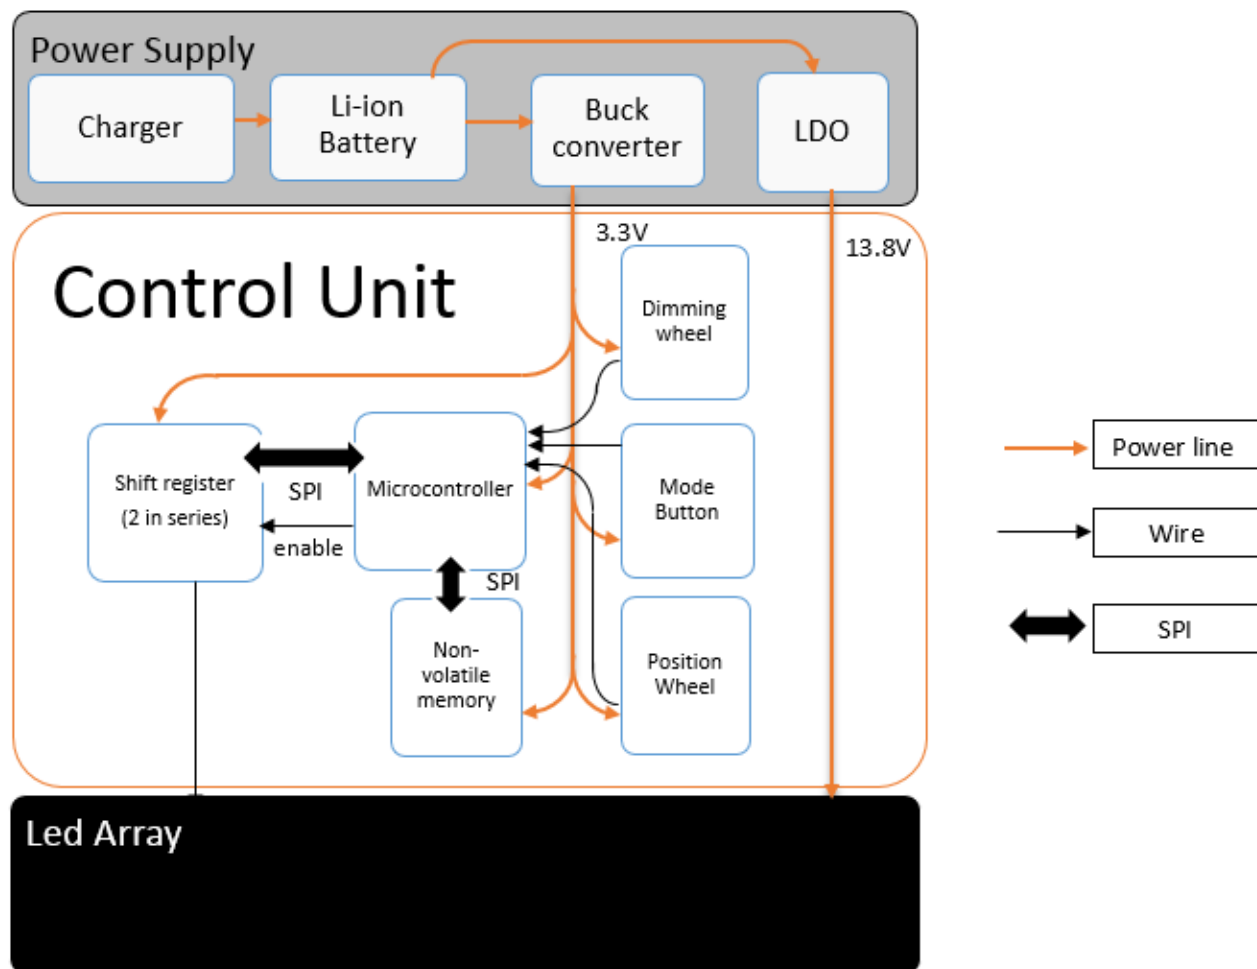 Power Supply
Charger
Li-ion
Battery
Buck
converter
LDO
3.3V
13.8V
Control Unit
Dimming
wheel
Shift register
(2 in series)
SPI
enable
Microcontroller
Mode
Button
SPI
Non-
volatile
memory
Position
Wheel
Led Array
Power line
Wire
SPI